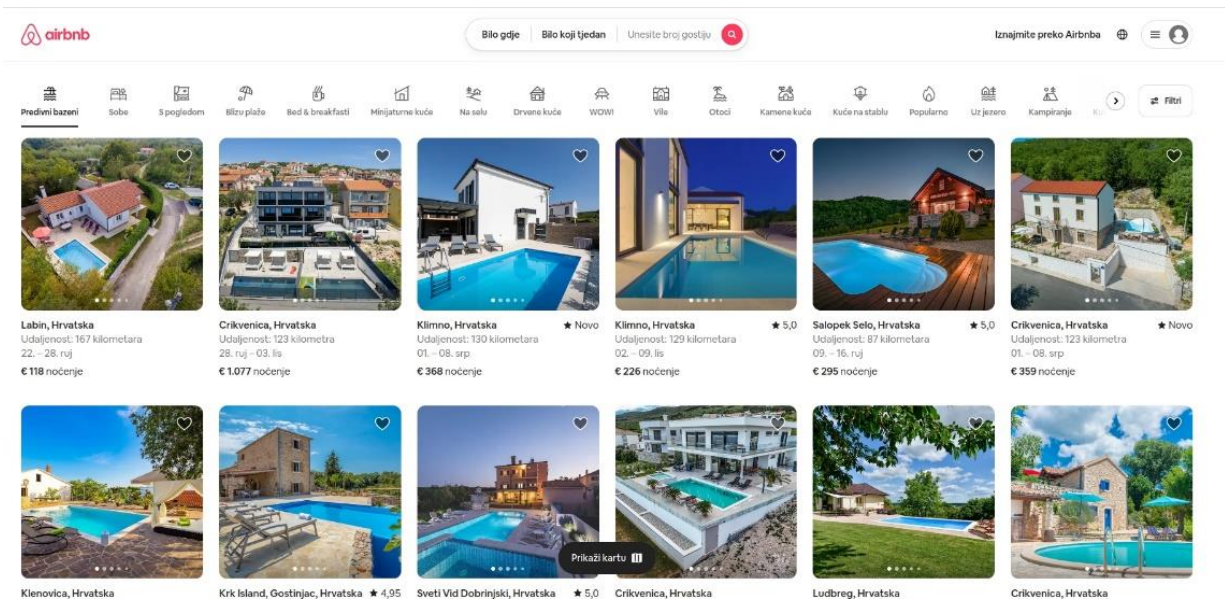 airbnb
Bilo gdje Bilo koji tjedan Unesite broj gostiju
Iznajmite preko Airbnba
Predivni bazeni Sobe S pogledom Blizu plaže Bed & breakfasti Minijaturne kuće Na selu Drvene kuće WOW! Vile Otoci Kamene kuće Kuće na stablu Popularno Uz jezero Kampiranje
Filtri
Labin, Hrvatska
Udaljenost: 167 kilometara
22. – 28. ruj
€ 118 noćenje
Crikvenica, Hrvatska
Udaljenost: 123 kilometra
28. ruj – 03. lis
€ 1.077 noćenje
Klimno, Hrvatska ★ Novo
Udaljenost: 130 kilometara
01. – 08. srp
€ 368 noćenje
Klimno, Hrvatska ★ 5,0
Udaljenost: 129 kilometara
02. – 09. lis
€ 226 noćenje
Salopek Selo, Hrvatska ★ 5,0
Udaljenost: 87 kilometara
09. – 16. ruj
€ 295 noćenje
Crikvenica, Hrvatska ★ Novo
Udaljenost: 123 kilometra
01. – 08. srp
€ 359 noćenje
Prikaži kartu
Klenovica, Hrvatska
Krk Island, Gostinjac, Hrvatska ★ 4,95
Sveti Vid Dobrinjski, Hrvatska ★ 5,0
Crikvenica, Hrvatska
Ludbreg, Hrvatska
Crikvenica, Hrvatska